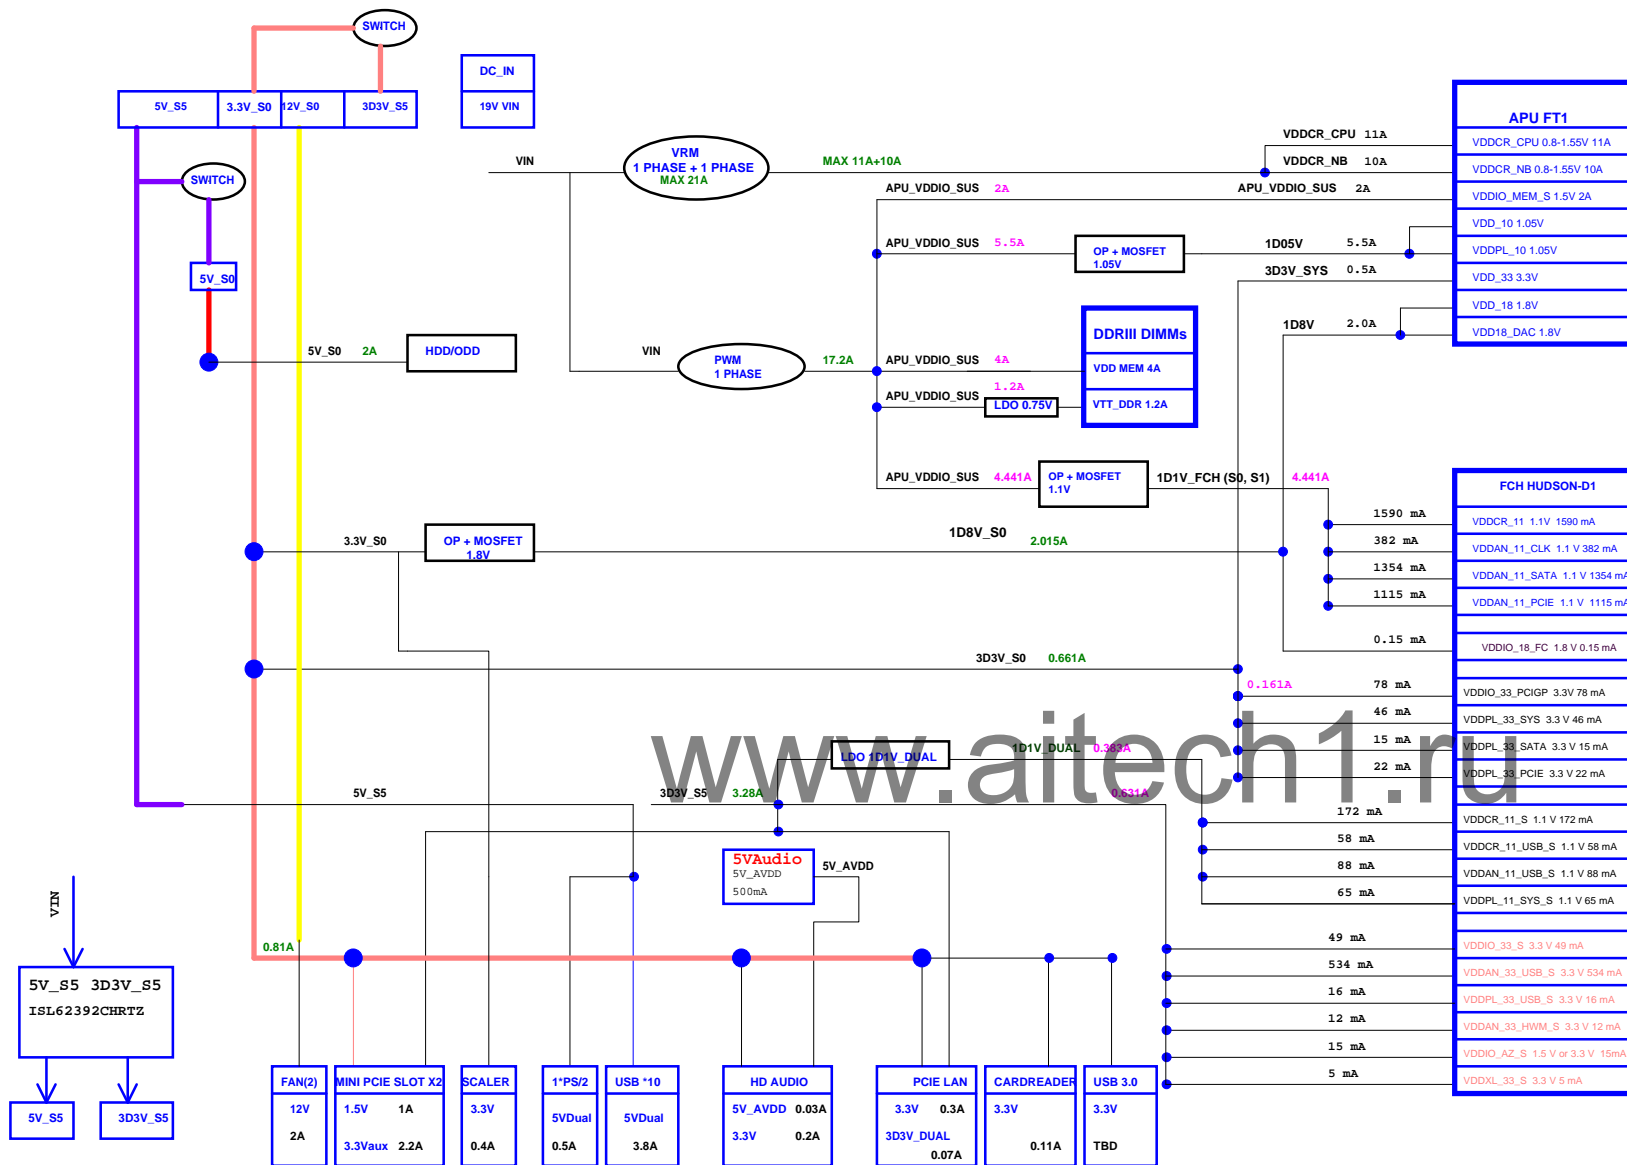 SWITCH
DC_IN
19V VIN
5V_S5
3.3V_S0
12V_S0
3D3V_S5
SWITCH
5V_S0
5V_S0 2A
HDD/ODD
VIN
VRM
1 PHASE + 1 PHASE
MAX 21A
MAX 11A+10A
VDDCR_CPU 11A
VDDCR_NB 10A
APU_VDDIO_SUS 2A
APU_VDDIO_SUS 2A
APU_VDDIO_SUS 5.5A
OP + MOSFET
1.05V
1D05V 5.5A
3D3V_SYS 0.5A
1D8V 2.0A
APU FT1
VDDCR_CPU 0.8-1.55V 11A
VDDCR_NB 0.8-1.55V 10A
VDDIO_MEM_S 1.5V 2A
VDD_10 1.05V
VDDPL_10 1.05V
VDD_33 3.3V
VDD_18 1.8V
VDD18_DAC 1.8V
VIN
PWM
1 PHASE
17.2A
APU_VDDIO_SUS 4A
1.2A
APU_VDDIO_SUS
LDO 0.75V
DDRIII DIMMs
VDD MEM 4A
VTT_DDR 1.2A
APU_VDDIO_SUS 4.441A
OP + MOSFET
1.1V
1D1V_FCH (S0, S1) 4.441A
3.3V_S0
OP + MOSFET
1.8V
1D8V_S0
2.015A
3D3V_S0 0.661A
0.161A
LDO 1D1V_DUAL
1D1V_DUAL 0.383A
5V_S5
3D3V_S5 3.28A
0.631A
1590 mA
382 mA
1354 mA
1115 mA
0.15 mA
78 mA
46 mA
15 mA
22 mA
172 mA
58 mA
88 mA
65 mA
49 mA
534 mA
16 mA
12 mA
15 mA
5 mA
FCH HUDSON-D1
VDDCR_11 1.1V 1590 mA
VDDAN_11_CLK 1.1 V 382 mA
VDDAN_11_SATA 1.1 V 1354 mA
VDDAN_11_PCIE 1.1 V 1115 mA
VDDIO_18_FC 1.8 V 0.15 mA
VDDIO_33_PCIGP 3.3V 78 mA
VDDPL_33_SYS 3.3 V 46 mA
VDDPL_33_SATA 3.3 V 15 mA
VDDPL_33_PCIE 3.3 V 22 mA
VDDCR_11_S 1.1 V 172 mA
VDDCR_11_USB_S 1.1 V 58 mA
VDDAN_11_USB_S 1.1 V 88 mA
VDDPL_11_SYS_S 1.1 V 65 mA
VDDIO_33_S 3.3 V 49 mA
VDDAN_33_USB_S 3.3 V 534 mA
VDDPL_33_USB_S 3.3 V 16 mA
VDDAN_33_HWM_S 3.3 V 12 mA
VDDIO_AZ_S 1.5 V or 3.3 V 15mA
VDDXL_33_S 3.3 V 5 mA
www.aitech1.ru
5VAudio
5V_AVDD
500mA
5V_AVDD
0.81A
VIN
5V_S5 3D3V_S5
ISL62392CHRTZ
5V_S5
3D3V_S5
FAN(2)
12V
2A
MINI PCIE SLOT X2
1.5V 1A
3.3Vaux 2.2A
SCALER
3.3V
0.4A
1*PS/2
5VDual
0.5A
USB *10
5VDual
3.8A
HD AUDIO
5V_AVDD 0.03A
3.3V 0.2A
PCIE LAN
3.3V 0.3A
3D3V_DUAL
0.07A
CARDREADER
3.3V
0.11A
USB 3.0
3.3V
TBD